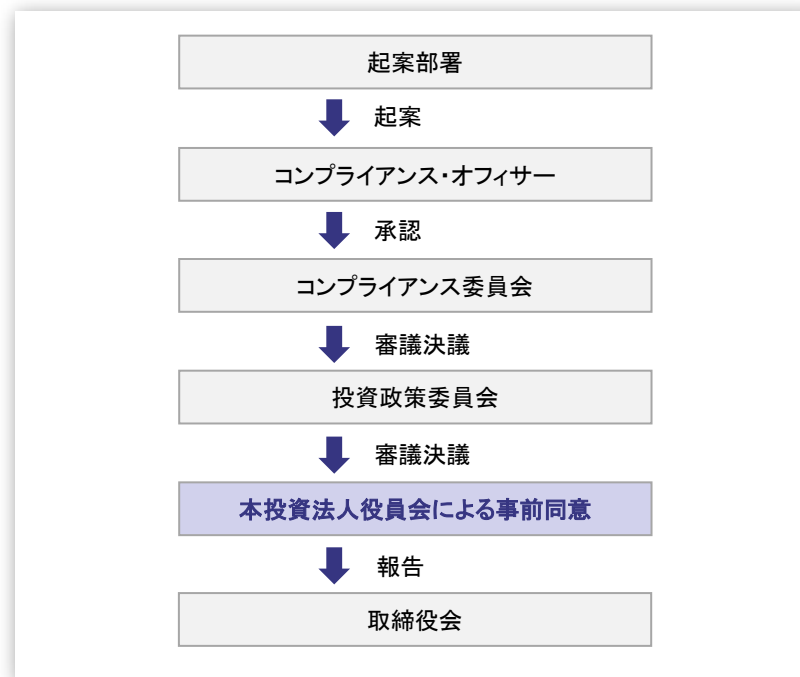 起案部署
起案
コンプライアンス・オフィサー
承認
コンプライアンス委員会
審議決議
投資政策委員会
審議決議
本投資法人役員会による事前同意
報告
取締役会